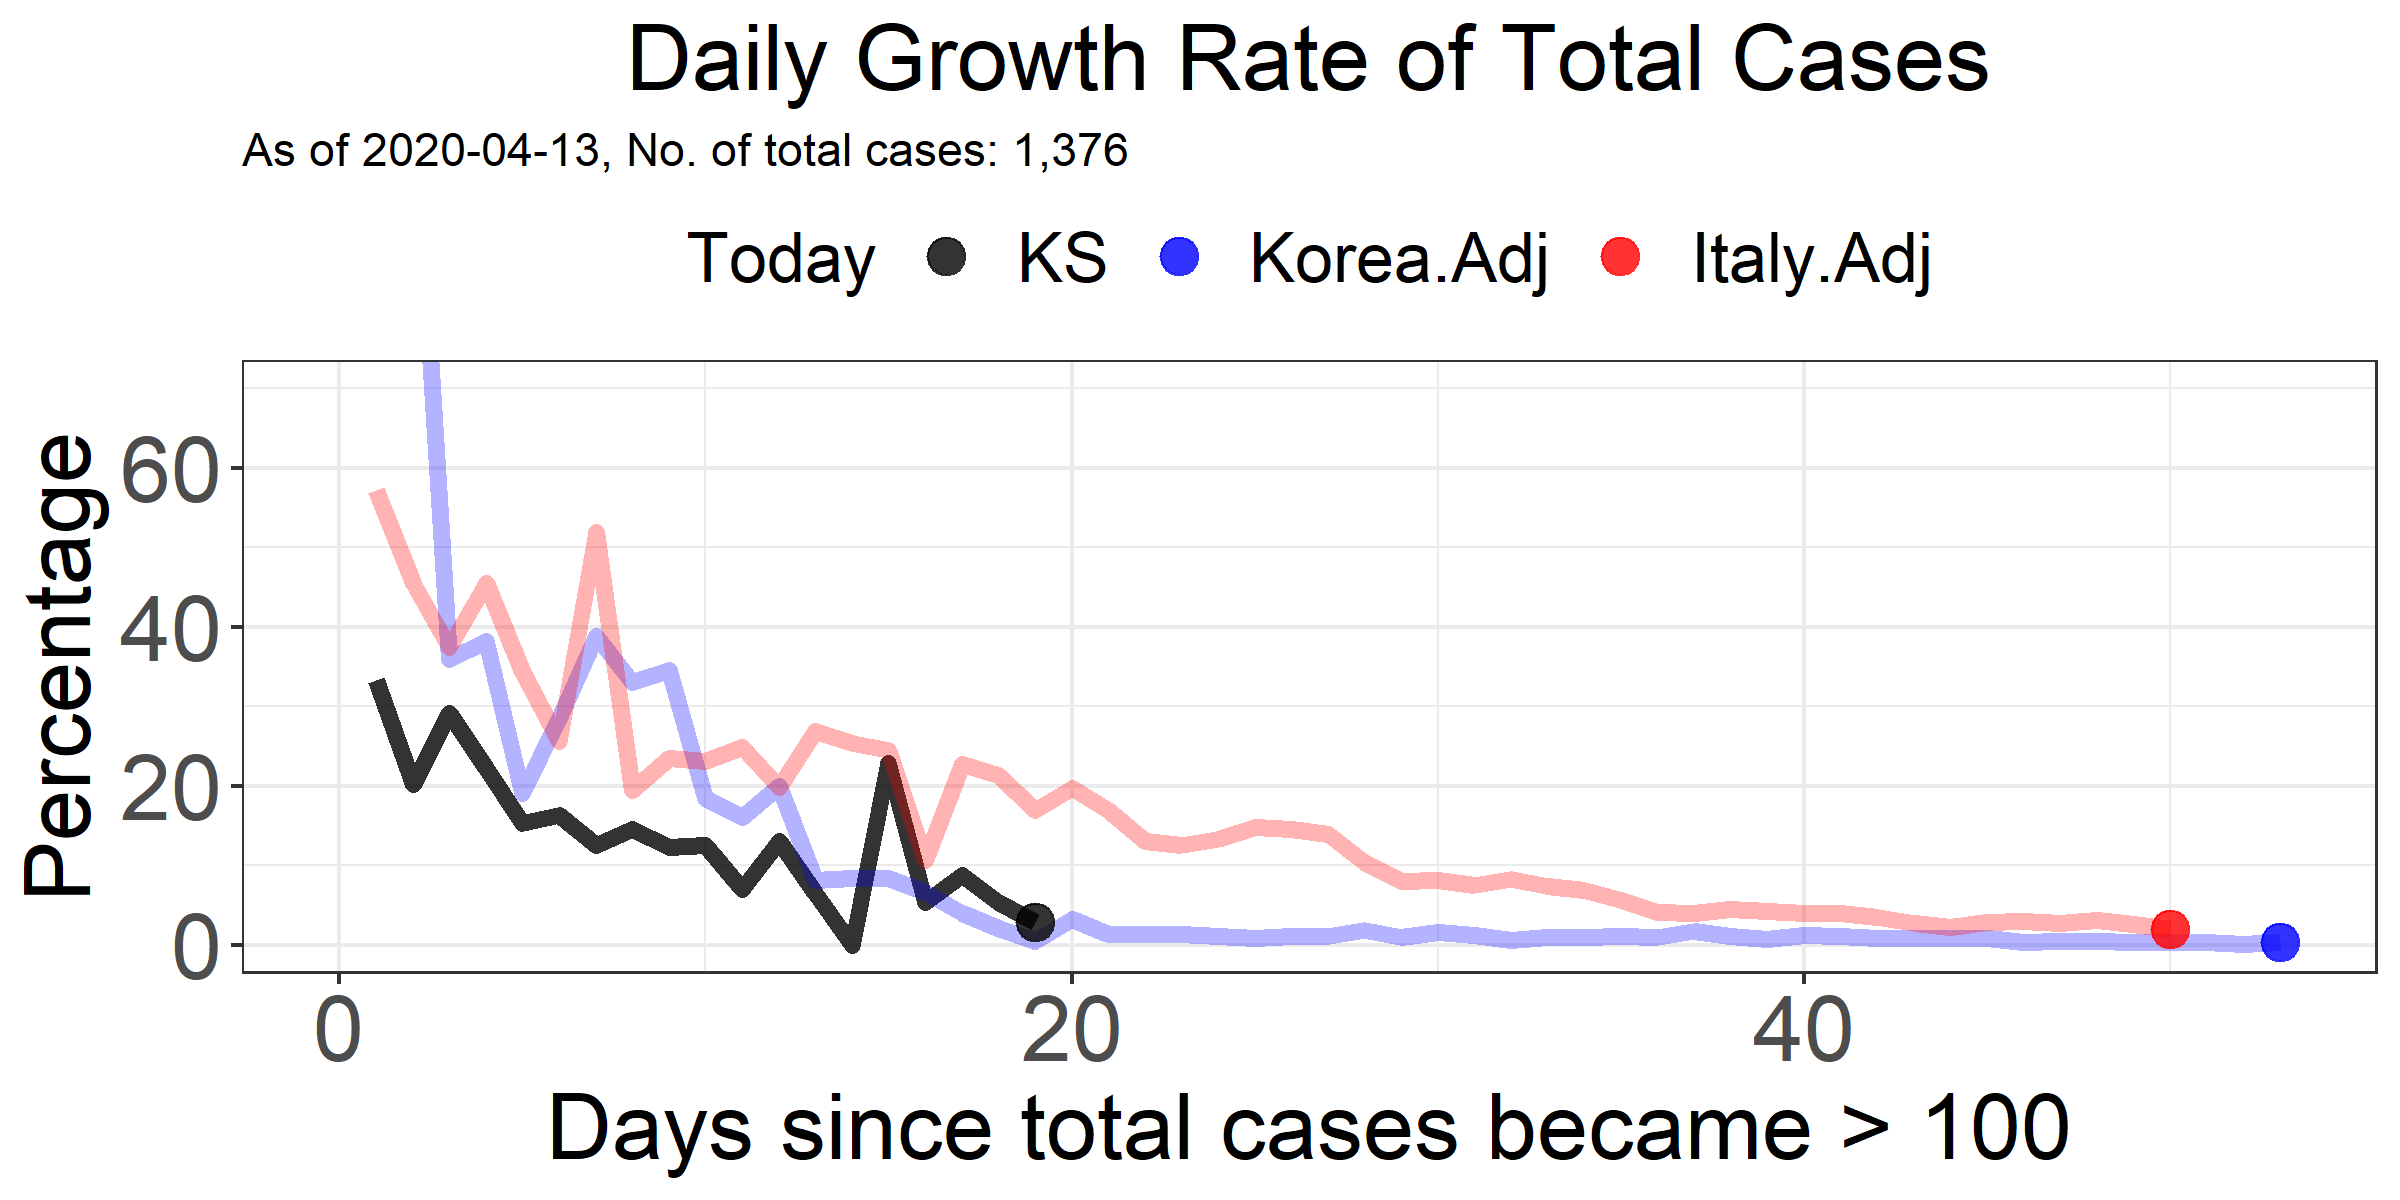 Daily Growth Rate of Total Cases
As of 2020-04-13, No. of total cases: 1,376
Today KS Korea.Adj Italy.Adj
Percentage
60
40
20
0
0 20 40
Days since total cases became > 100